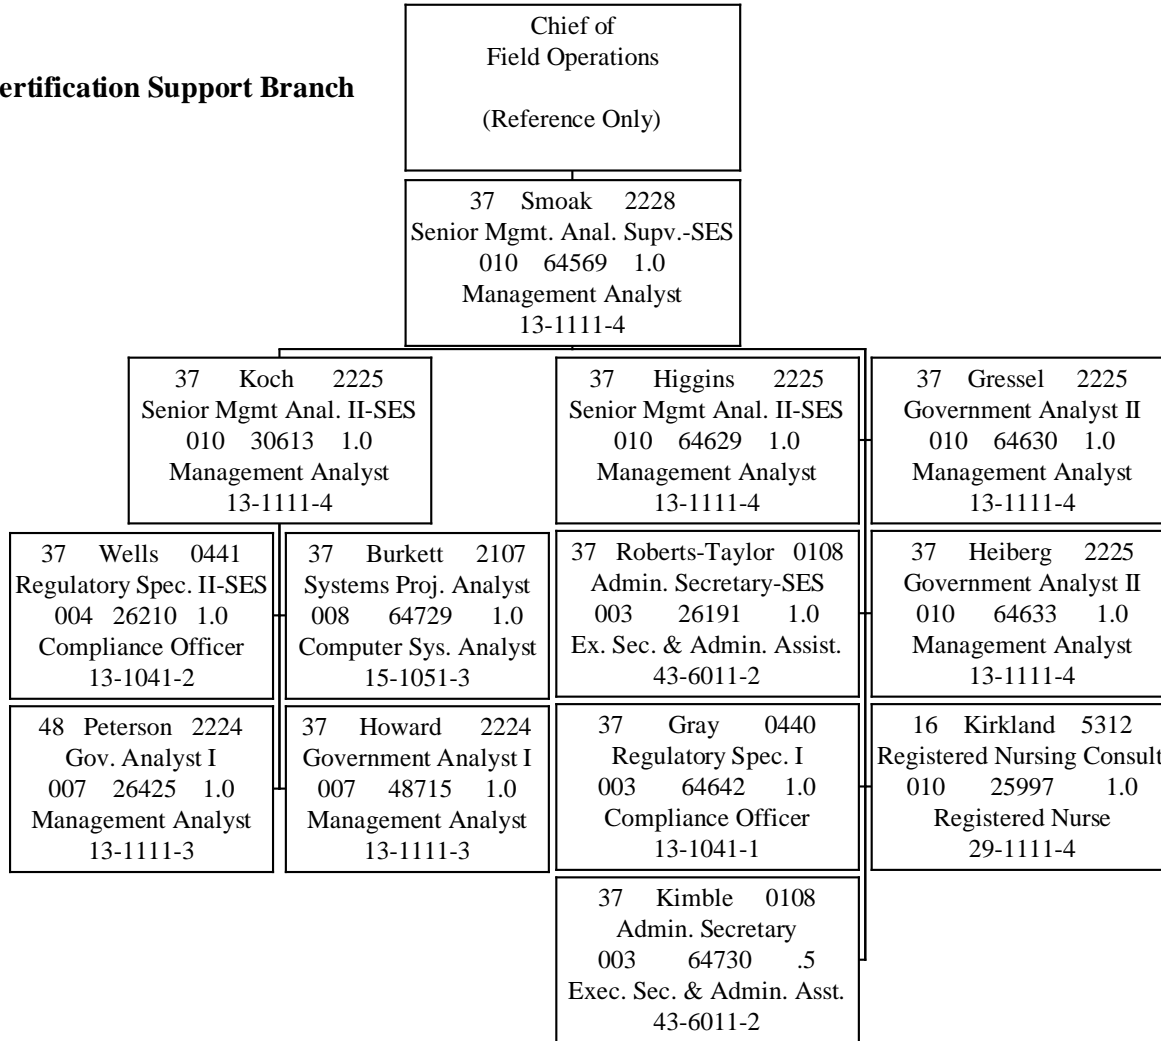 Chief of
Field Operations
ertification Support Branch
(Reference Only)
37 Smoak 2228
Senior Mgmt. Anal. Supv.-SES
010 64569 1.0
Management Analyst
13-1111-4
37 Koch 2225
Senior Mgmt Anal. II-SES
010 30613 1.0
Management Analyst
13-1111-4
37 Higgins 2225
Senior Mgmt Anal. II-SES
010 64629 1.0
Management Analyst
13-1111-4
37 Gressel 2225
Government Analyst II
010 64630 1.0
Management Analyst
13-1111-4
37 Wells 0441
Regulatory Spec. II-SES
004 26210 1.0
Compliance Officer
13-1041-2
37 Burkett 2107
Systems Proj. Analyst
008 64729 1.0
Computer Sys. Analyst
15-1051-3
37 Roberts-Taylor 0108
Admin. Secretary-SES
003 26191 1.0
Ex. Sec. & Admin. Assist.
43-6011-2
37 Heiberg 2225
Government Analyst II
010 64633 1.0
Management Analyst
13-1111-4
48 Peterson 2224
Gov. Analyst I
007 26425 1.0
Management Analyst
13-1111-3
37 Howard 2224
Government Analyst I
007 48715 1.0
Management Analyst
13-1111-3
37 Gray 0440
Regulatory Spec. I
003 64642 1.0
Compliance Officer
13-1041-1
16 Kirkland 5312
Registered Nursing Consult
010 25997 1.0
Registered Nurse
29-1111-4
37 Kimble 0108
Admin. Secretary
003 64730 .5
Exec. Sec. & Admin. Asst.
43-6011-2